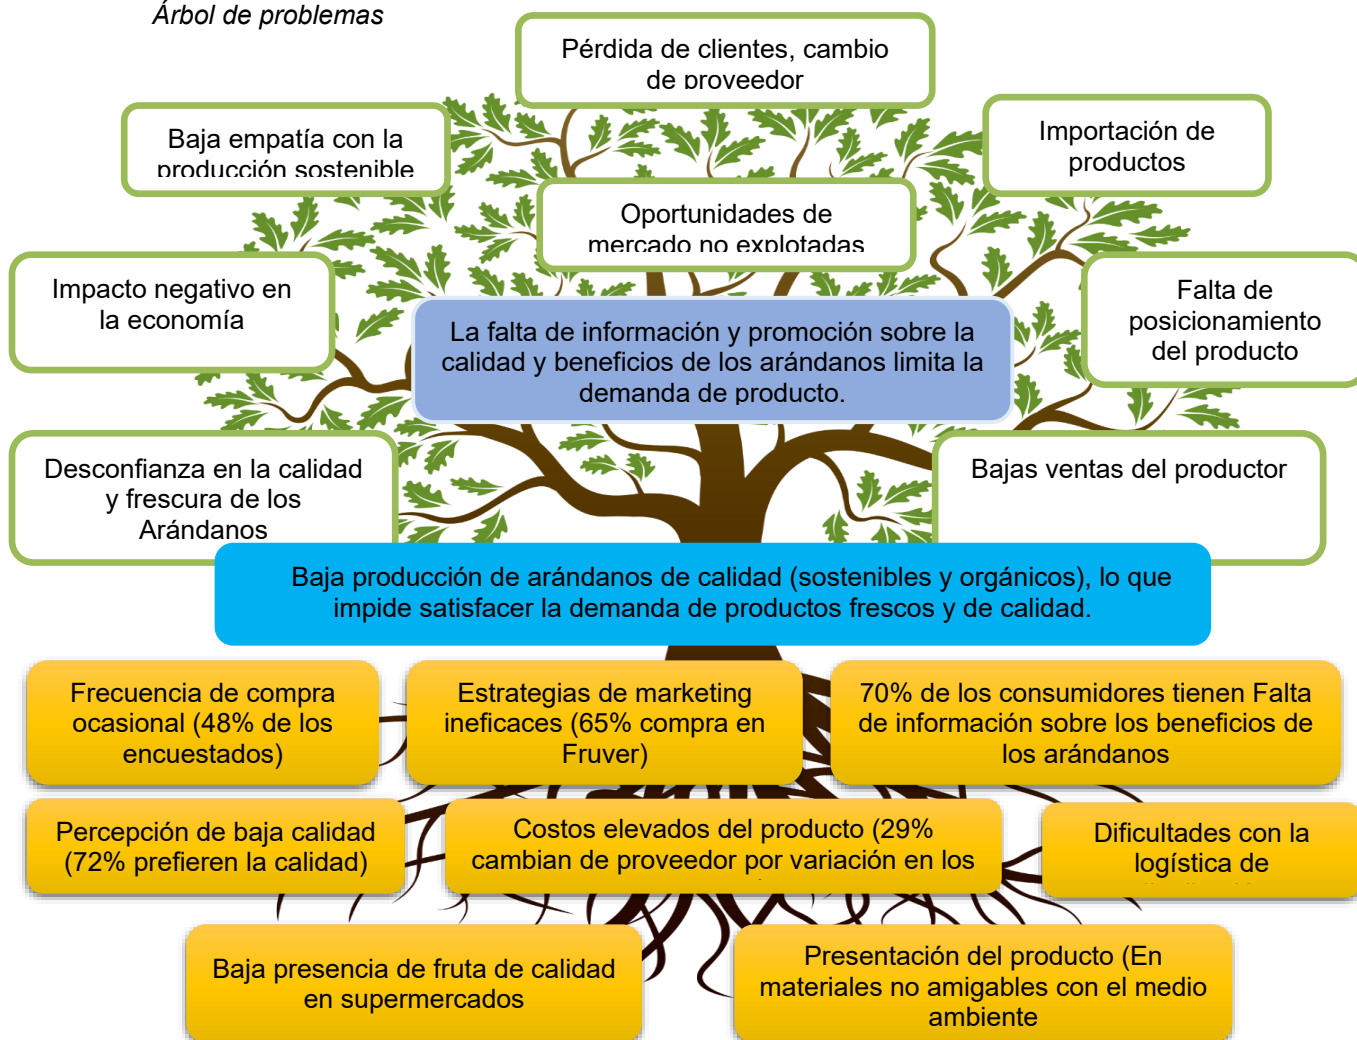 Árbol de problemas
Pérdida de clientes, cambio
de proveedor
Baja empatía con la
producción sostenible
Importación de
productos
Oportunidades de
mercado no explotadas
Impacto negativo en
la economía
La falta de información y promoción sobre la
calidad y beneficios de los arándanos limita la
demanda de producto.
Falta de
posicionamiento
del producto
Desconfianza en la calidad
y frescura de los
Arándanos
Bajas ventas del productor
Baja producción de arándanos de calidad (sostenibles y orgánicos), lo que
impide satisfacer la demanda de productos frescos y de calidad.
Frecuencia de compra
ocasional (48% de los
encuestados)
Estrategias de marketing
ineficaces (65% compra en
Fruver)
70% de los consumidores tienen Falta
de información sobre los beneficios de
los arándanos
Percepción de baja calidad
(72% prefieren la calidad)
Costos elevados del producto (29%
cambian de proveedor por variación en los
Dificultades con la
logística de
Baja presencia de fruta de calidad
en supermercados
Presentación del producto (En
materiales no amigables con el medio
ambiente